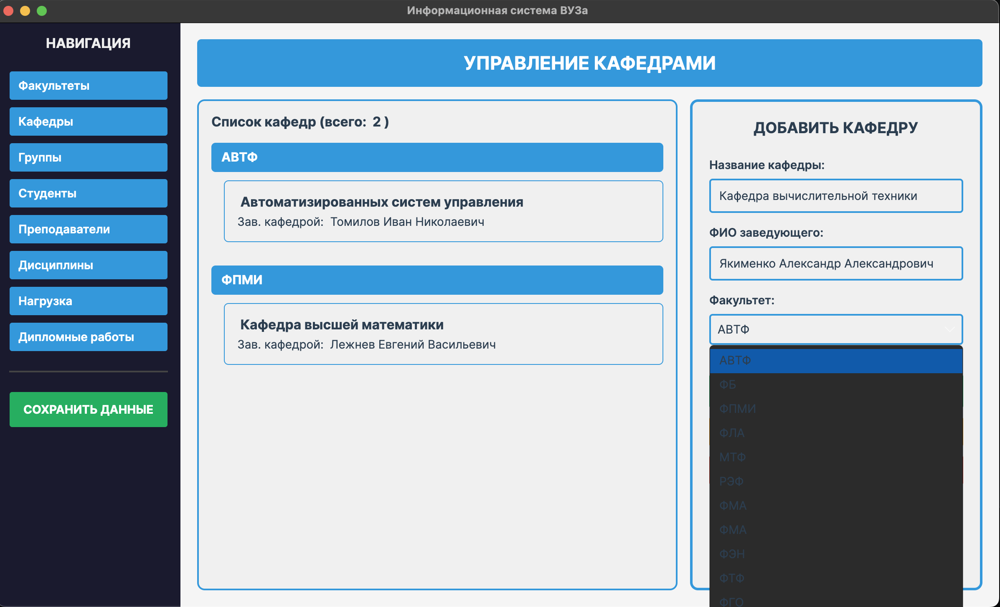 Информационная система ВУЗа
НАВИГАЦИЯ
Факультеты
Кафедры
Группы
Студенты
Преподаватели
Дисциплины
Нагрузка
Дипломные работы
СОХРАНИТЬ ДАННЫЕ
УПРАВЛЕНИЕ КАФЕДРАМИ
Список кафедр (всего: 2 )
АВТФ
Автоматизированных систем управления
Зав. кафедрой: Томилов Иван Николаевич
ФПМИ
Кафедра высшей математики
Зав. кафедрой: Лежнев Евгений Васильевич
ДОБАВИТЬ КАФЕДРУ
Название кафедры:
Кафедра вычислительной техники
ФИО заведующего:
Якименко Александр Александрович
Факультет:
АВТФ
АВТФ
ФБ
ФПМИ
ФЛА
МТФ
РЭФ
ФМА
ФМА
ФЭН
ФТФ
ФГО